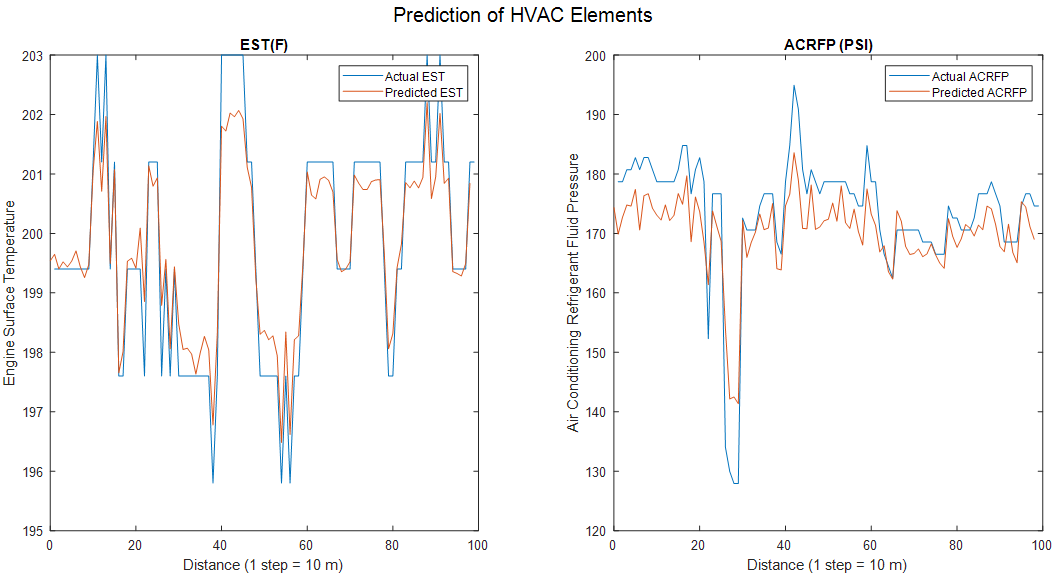 Prediction of HVAC Elements
EST(F)
Actual EST
Predicted EST
Engine Surface Temperature
203
202
201
200
199
198
197
196
195
0
20
40
60
80
100
Distance (1 step = 10 m)
ACRFP (PSI)
Actual ACRFP
Predicted ACRFP
Air Conditioning Refrigerant Fluid Pressure
200
190
180
170
160
150
140
130
120
0
20
40
60
80
100
Distance (1 step = 10 m)